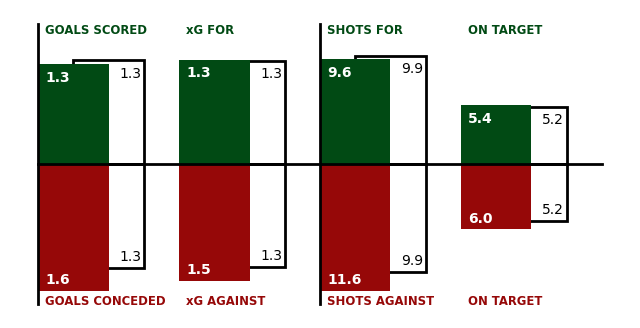 GOALS SCORED xG FOR SHOTS FOR ON TARGET
1.3 1.3 1.3 1.3 9.6 9.9 5.4 5.2
1.6 1.3 1.5 1.3 11.6 9.9 6.0 5.2
GOALS CONCEDED xG AGAINST SHOTS AGAINST ON TARGET